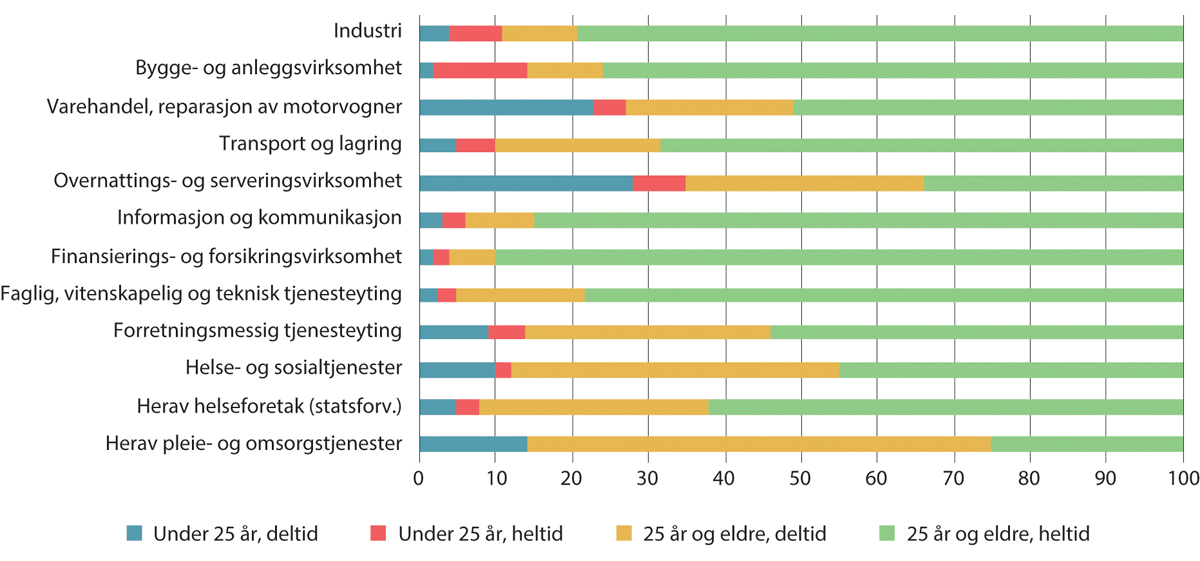 Industri
Bygge- og anleggsvirksomhet
Varehandel, reparasjon av motorvogner
Transport og lagring
Overnattings- og serveringsvirksomhet
Informasjon og kommunikasjon
Finansierings- og forsikringsvirksomhet
Faglig, vitenskapelig og teknisk tjenesteyting
Forretningsmessig tjenesteyting
Helse- og sosialtjenester
Herav helseforetak (statsforv.)
Herav pleie- og omsorgstjenester
0 10 20 30 40 50 60 70 80 90 100
Under 25 år, deltid Under 25 år, heltid 25 år og eldre, deltid 25 år og eldre, heltid